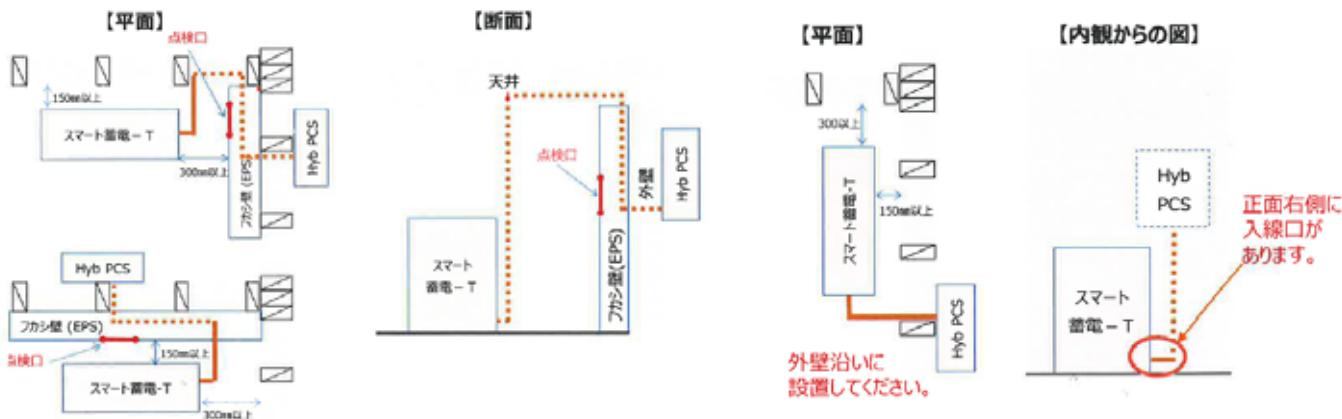 【平面】
点検口
150㎜以上
スマート蓄電－T
300㎜以上
フカシ壁 (EPS)
Hyb PCS
Hyb PCS
フカシ壁 (EPS)
点検口
150㎜以上
スマート蓄電-T
300㎜以上
【断面】
天井
点検口
外壁
Hyb PCS
スマート
蓄電－T
フカシ壁(EPS)
【平面】
300以上
スマート蓄電-T
150㎜以上
Hyb PCS
外壁沿いに
設置してください。
【内観からの図】
Hyb
PCS
正面右側に
入線口が
あります。
スマート
蓄電－T